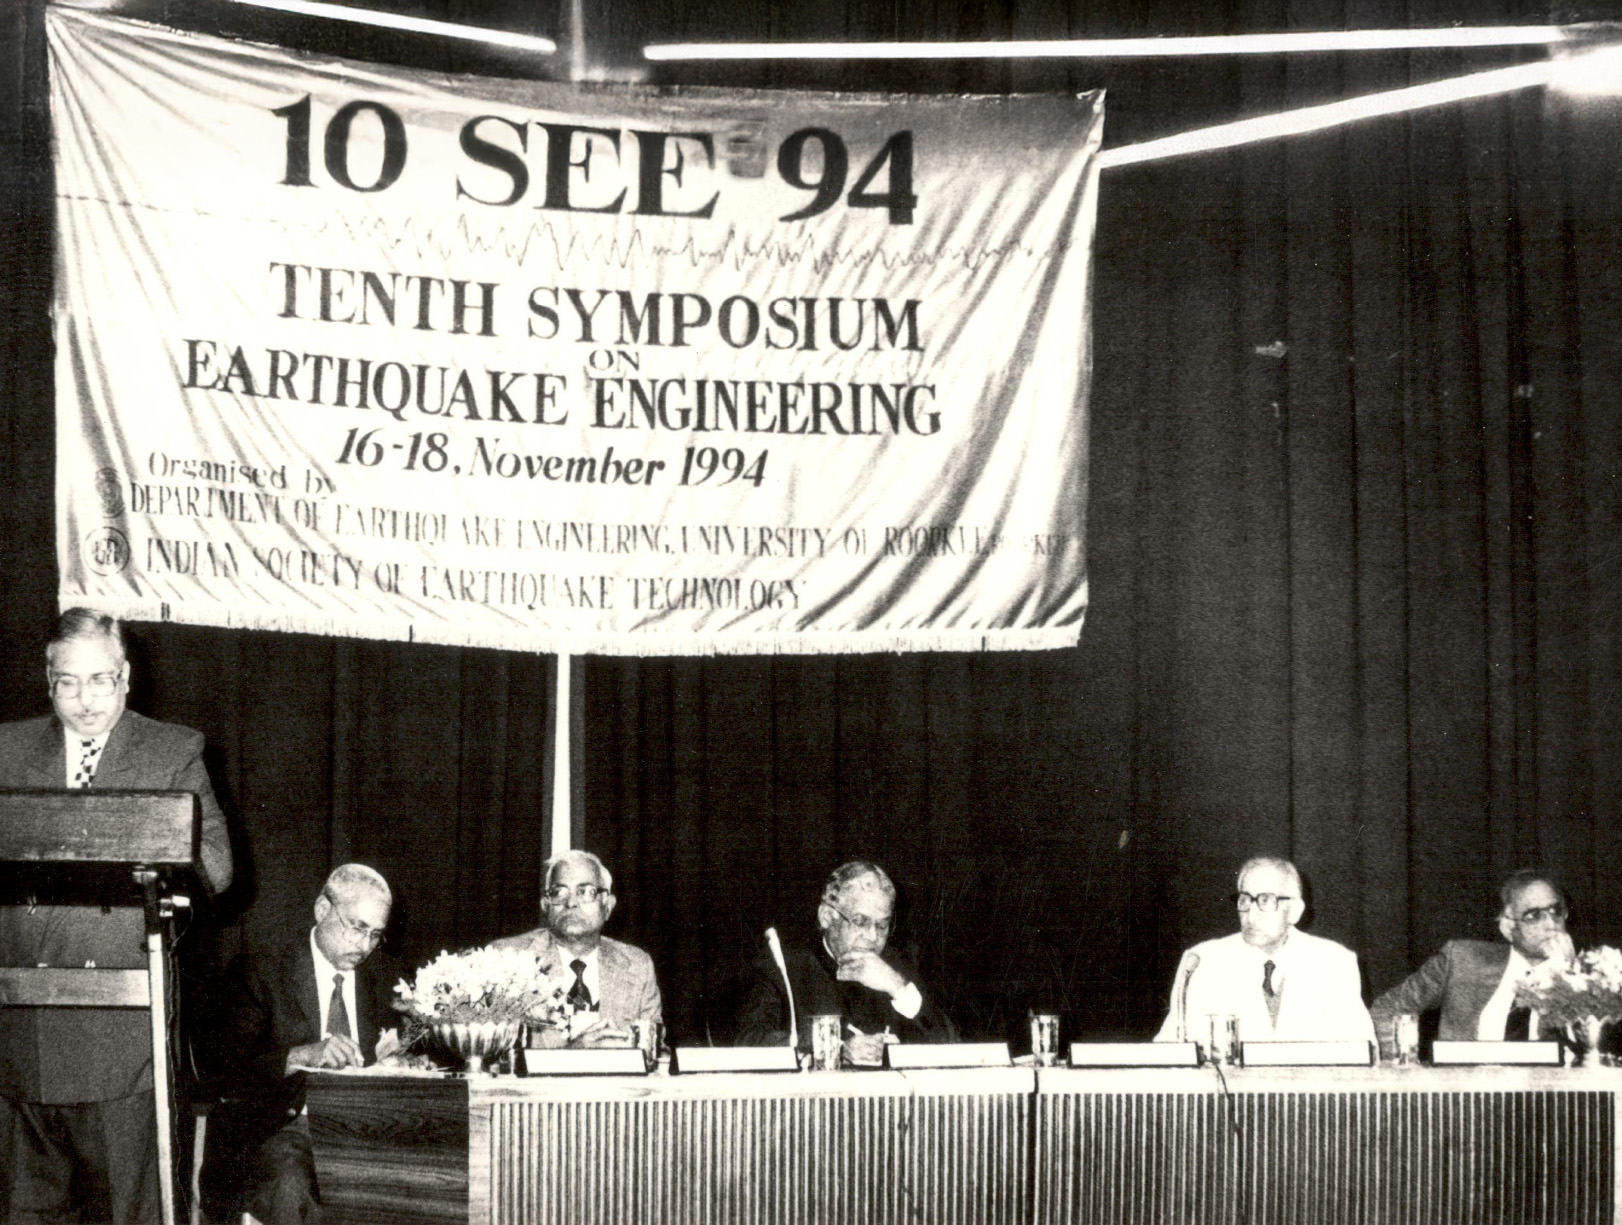 10 SEE '94
TENTH SYMPOSIUM
ON
EARTHQUAKE ENGINEERING
16-18, November 1994
Organised by
DEPARTMENT OF EARTHQUAKE ENGINEERING, UNIVERSITY OF ROORKEE
INDIAN SOCIETY OF EARTHQUAKE TECHNOLOGY